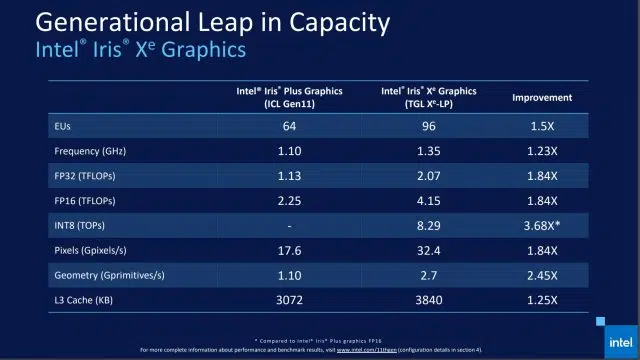 Generational Leap in Capacity
Intel® Iris® Xe Graphics
Intel® Iris® Plus Graphics (ICL Gen11) Intel® Iris® Xe Graphics (TGL Xe-LP) Improvement
EUs 64 96 1.5X
Frequency (GHz) 1.10 1.35 1.23X
FP32 (TFLOPs) 1.13 2.07 1.84X
FP16 (TFLOPs) 2.25 4.15 1.84X
INT8 (TOPs) - 8.29 3.68X*
Pixels (Gpixels/s) 17.6 32.4 1.84X
Geometry (Gprimitives/s) 1.10 2.7 2.45X
L3 Cache (KB) 3072 3840 1.25X
* Compared to Intel® Iris® Plus graphics FP16
For more complete information about performance and benchmark results, visit www.intel.com/11thgen (configuration details in section 4).
intel